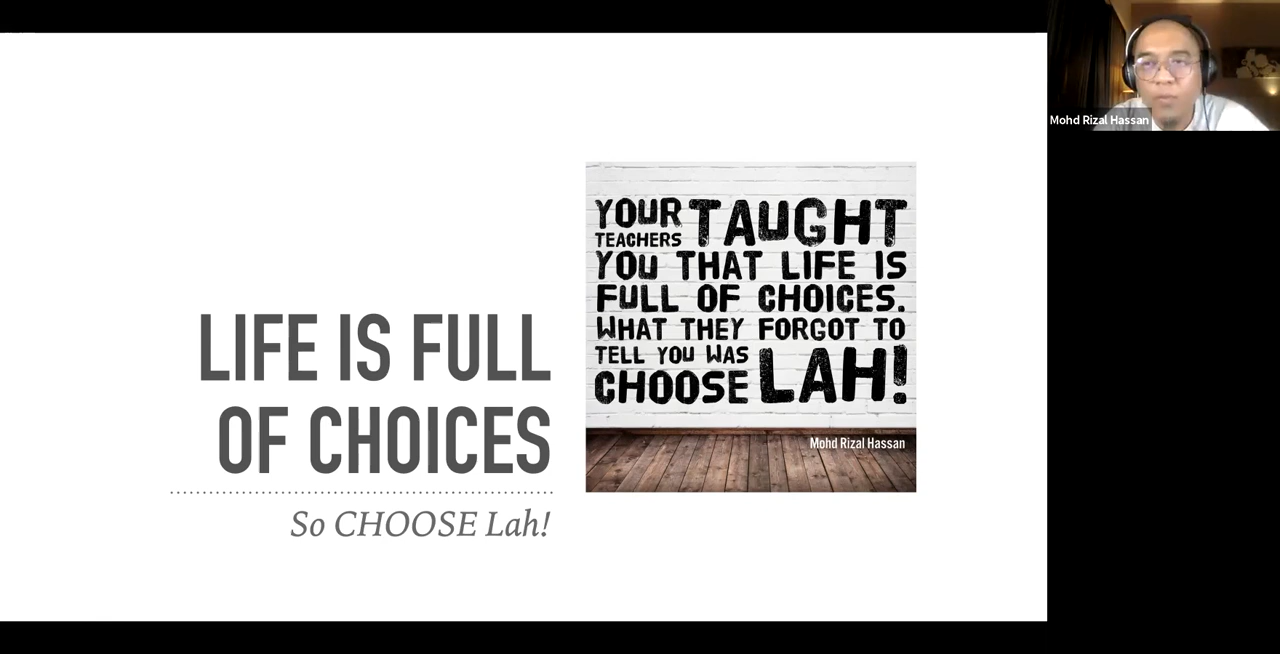 LIFE IS FULL
OF CHOICES
So CHOOSE Lah!
YOUR TEACHERS TAUGHT
YOU THAT LIFE IS
FULL OF CHOICES.
WHAT THEY FORGOT TO
TELL YOU WAS
CHOOSE LAH!
Mohd Rizal Hassan
Mohd Rizal Hassan